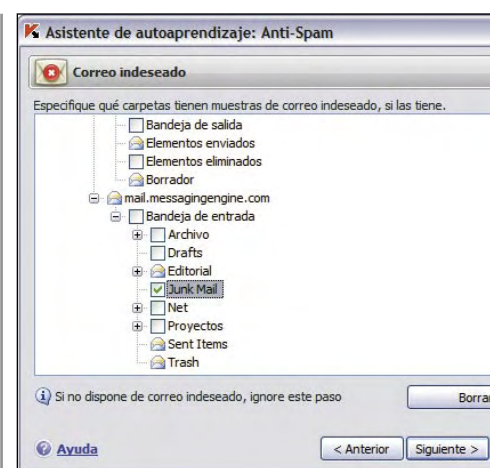 Asistente de autoaprendizaje: Anti-Spam
Correo indeseado
Especifique qué carpetas tienen muestras de correo indeseado, si las tiene.
Bandeja de salida
Elementos enviados
Elementos eliminados
Borrador
mail.messagingengine.com
Bandeja de entrada
Archivo
Drafts
Editorial
Junk Mail
Net
Proyectos
Sent Items
Trash
Si no dispone de correo indeseado, ignore este paso
Borra
Ayuda
< Anterior
Siguiente >